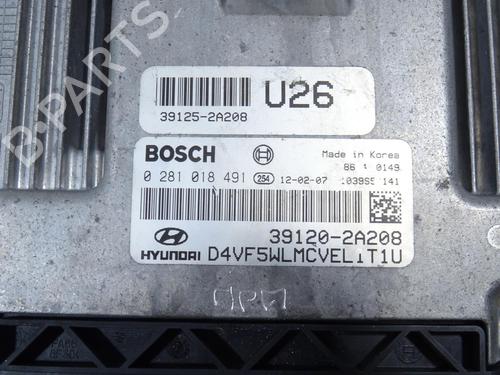 B-PARTS
U26
39125-2A208
BOSCH
Made in Korea
0 281 018 491 254 12-02-07
39120-2A208
HYUNDAI D4VF5WLMCVELiT1U